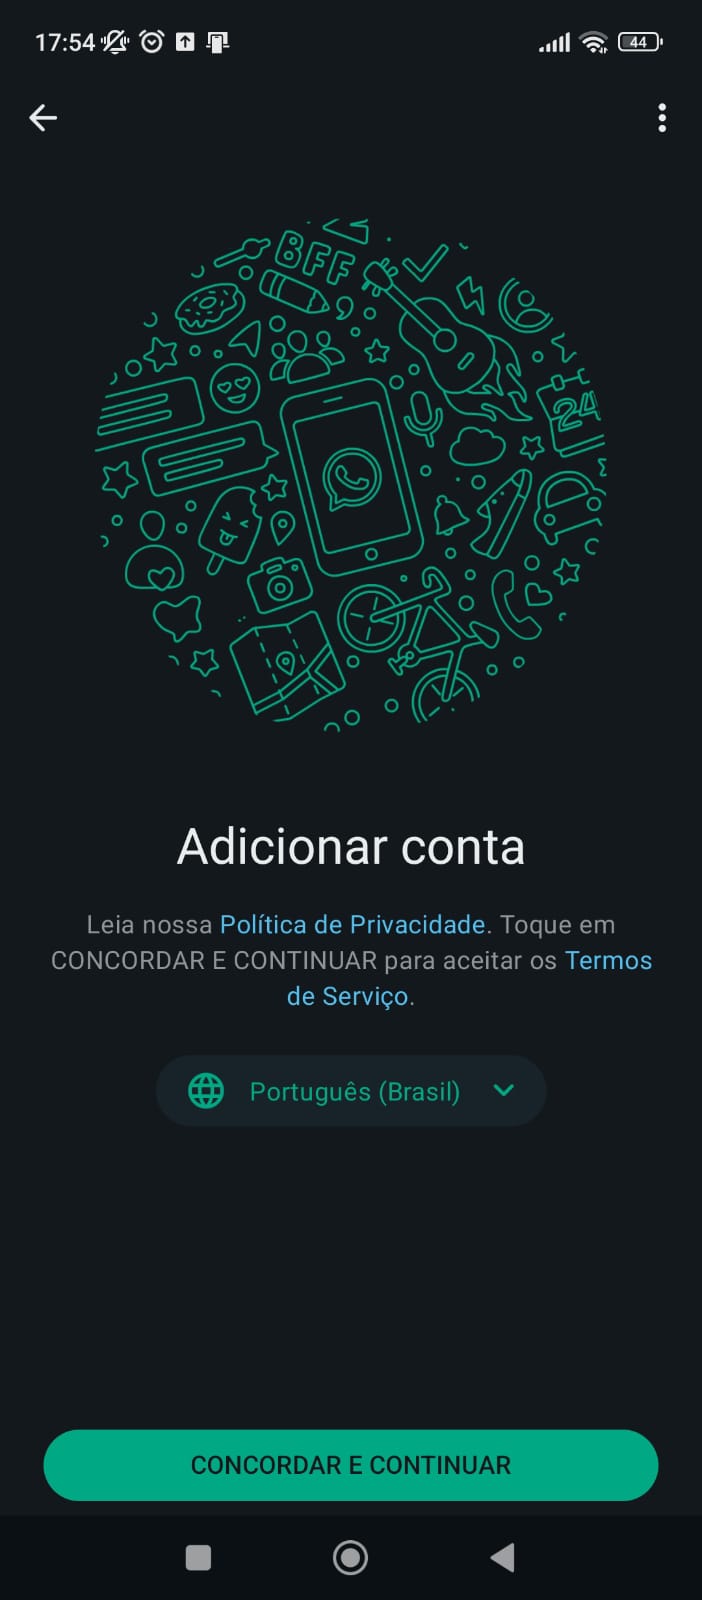 17:54
44
BFF
24
Adicionar conta
Leia nossa Política de Privacidade. Toque em
CONCORDAR E CONTINUAR para aceitar os Termos
de Serviço.
Português (Brasil)
CONCORDAR E CONTINUAR